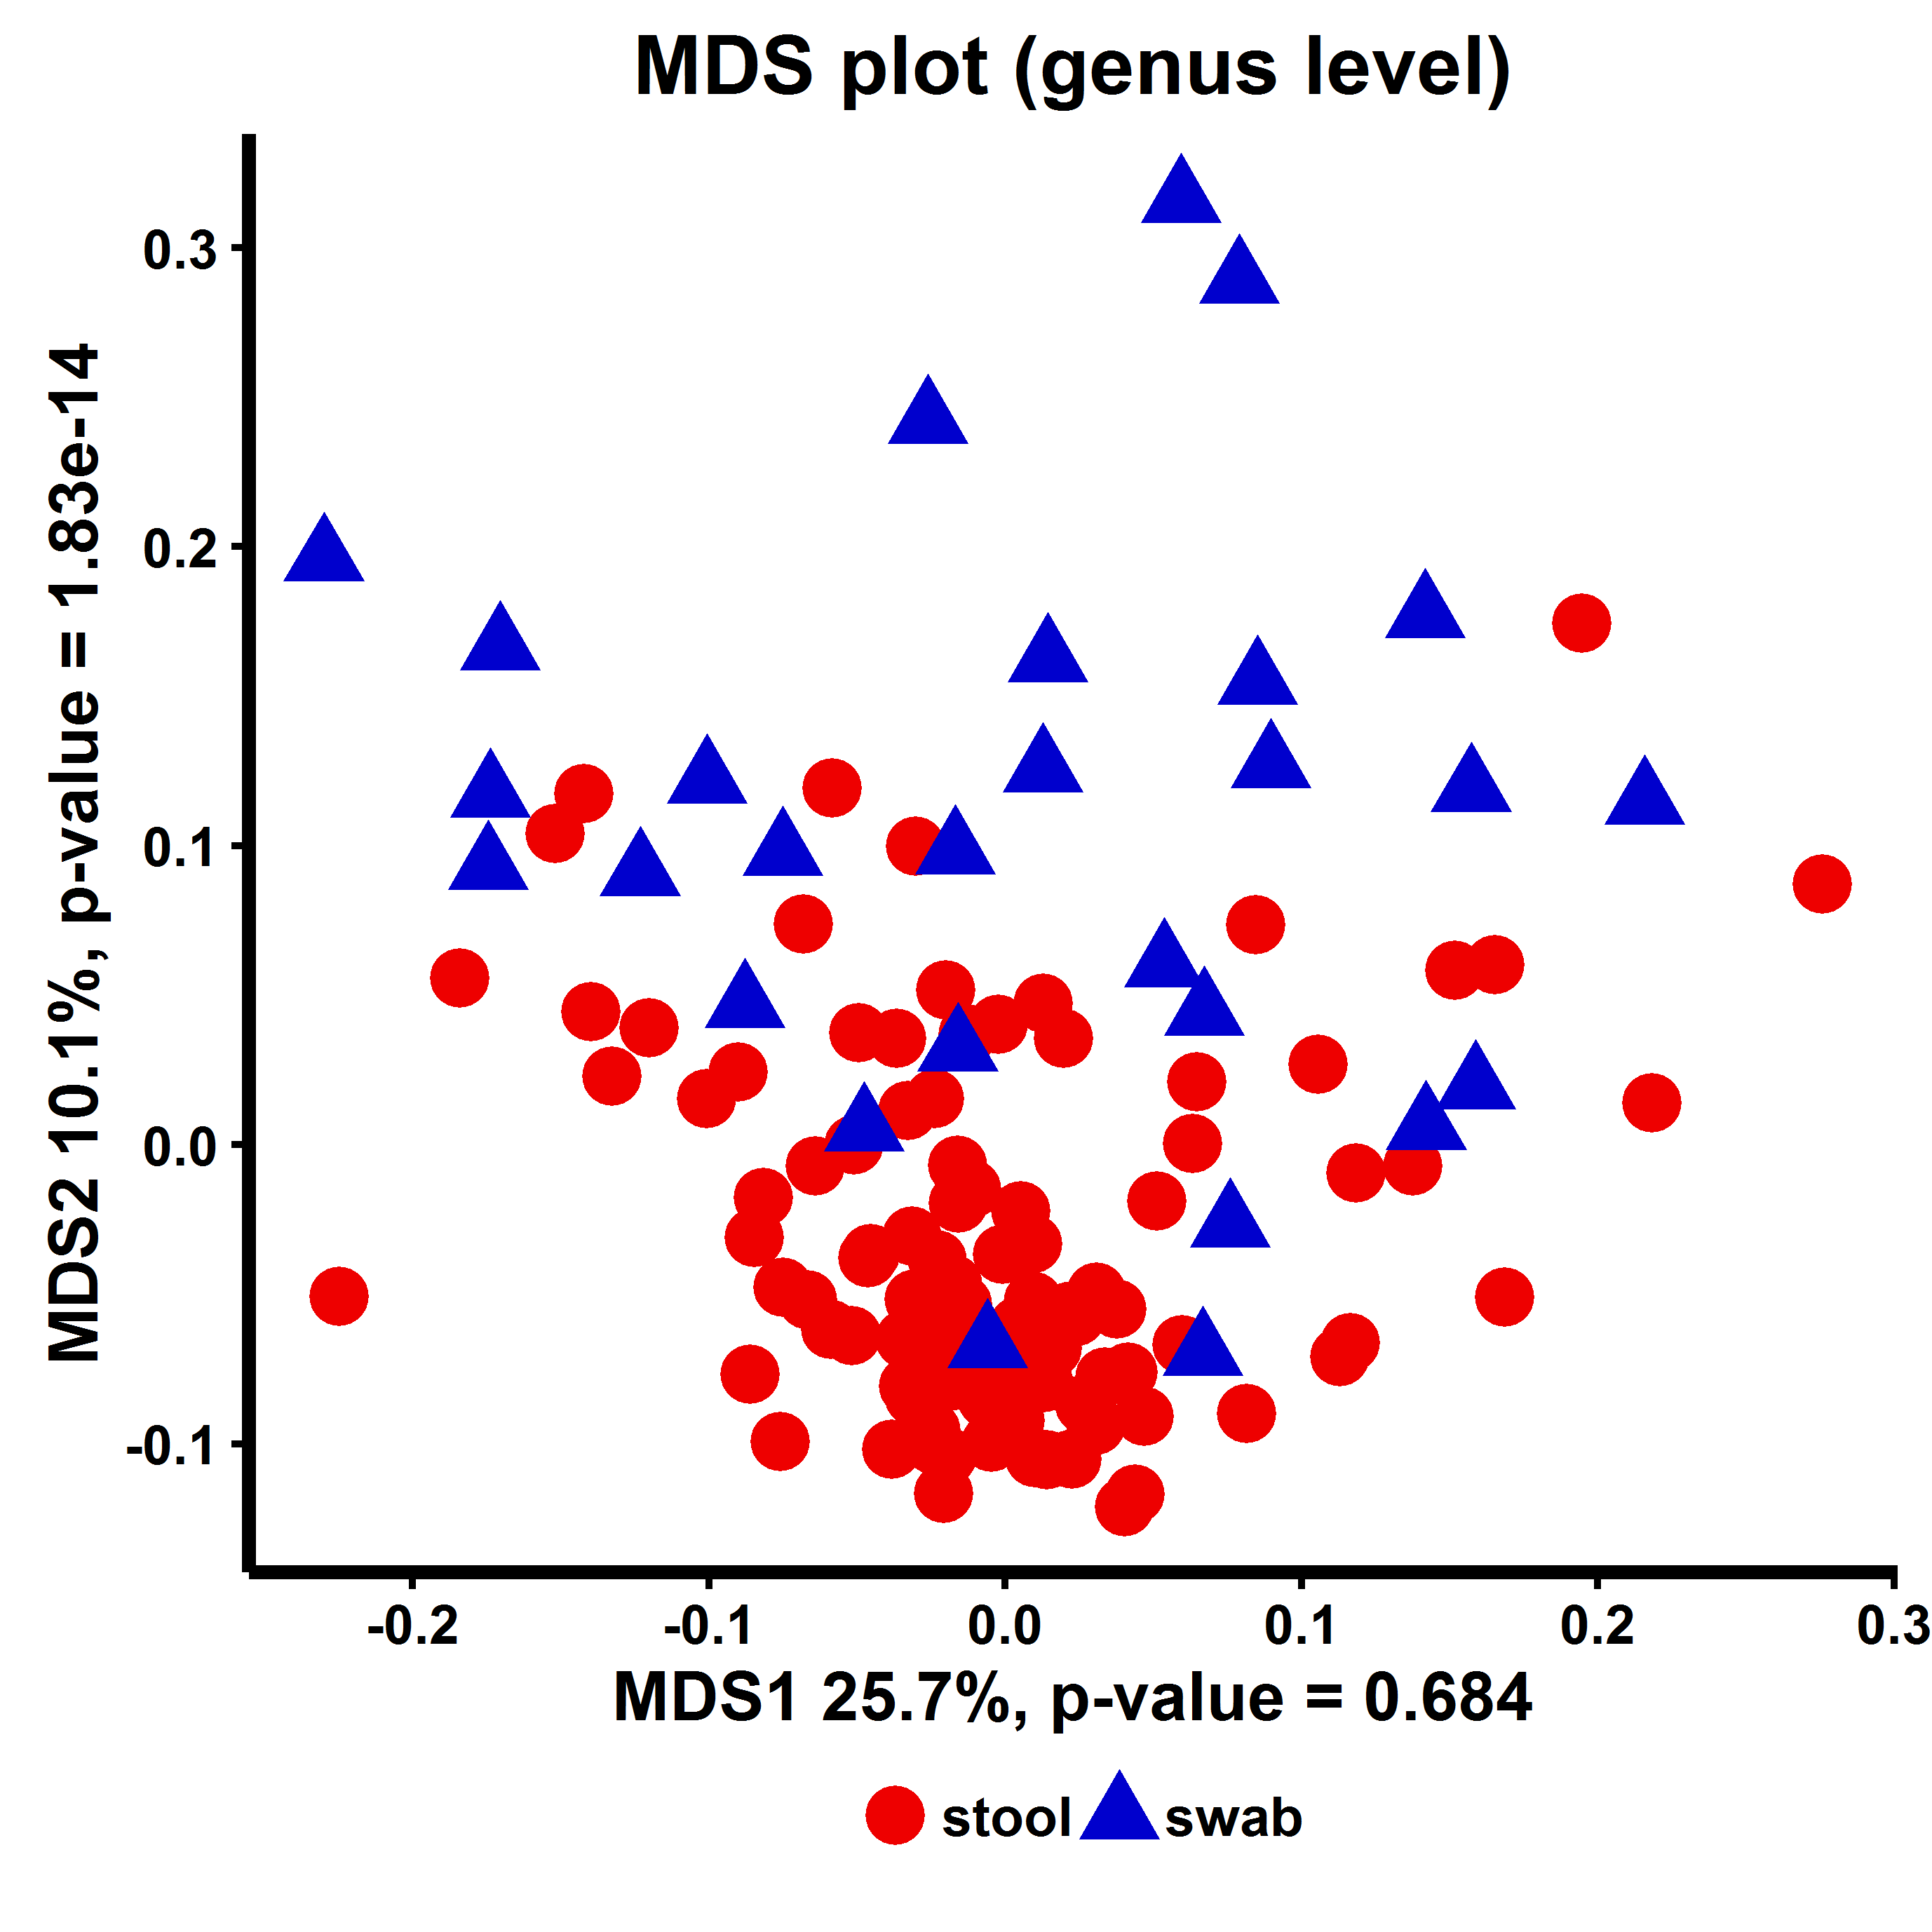 MDS plot (genus level)
MDS2 10.1%, p-value = 1.83e-14
0.3
0.2
0.1
0.0
-0.1
-0.2 -0.1 0.0 0.1 0.2 0.3
MDS1 25.7%, p-value = 0.684
stool swab